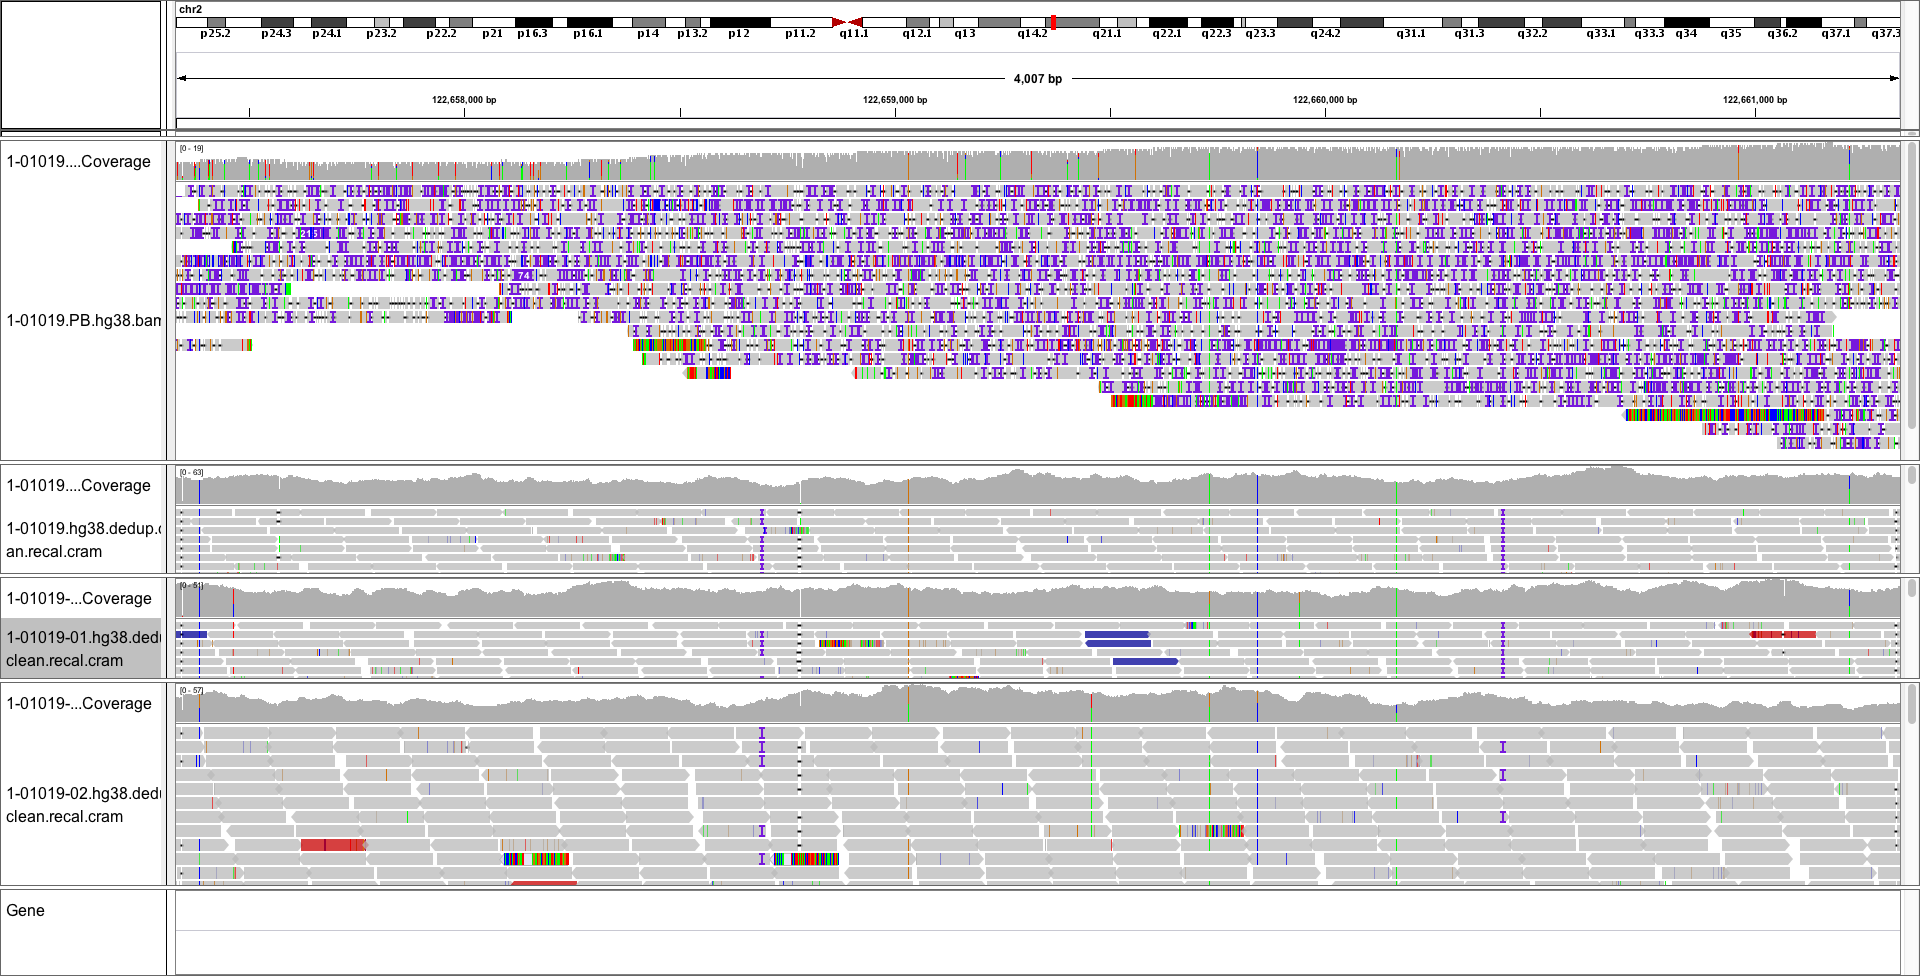 chr2
p25.2 p24.3 p24.1 p23.2 p22.2 p21 p16.3 p16.1 p14 p13.2 p12 p11.2 q11.1 q12.1 q13 q14.2 q21.1 q22.1 q22.3 q23.3 q24.2 q31.1 q31.3 q32.2 q33.1 q33.3 q34 q35 q36.2 q37.1 q37.3
4,007 bp
122,658,000 bp 122,659,000 bp 122,660,000 bp 122,661,000 bp
1-01019....Coverage
[0 - 19]
74
1-01019.PB.hg38.bam
1-01019....Coverage
[0 - 63]
1-01019.hg38.dedup.c
an.recal.cram
1-01019-...Coverage
[0 - 51]
1-01019-01.hg38.dedu
clean.recal.cram
1-01019-...Coverage
[0 - 57]
1-01019-02.hg38.dedu
clean.recal.cram
Gene